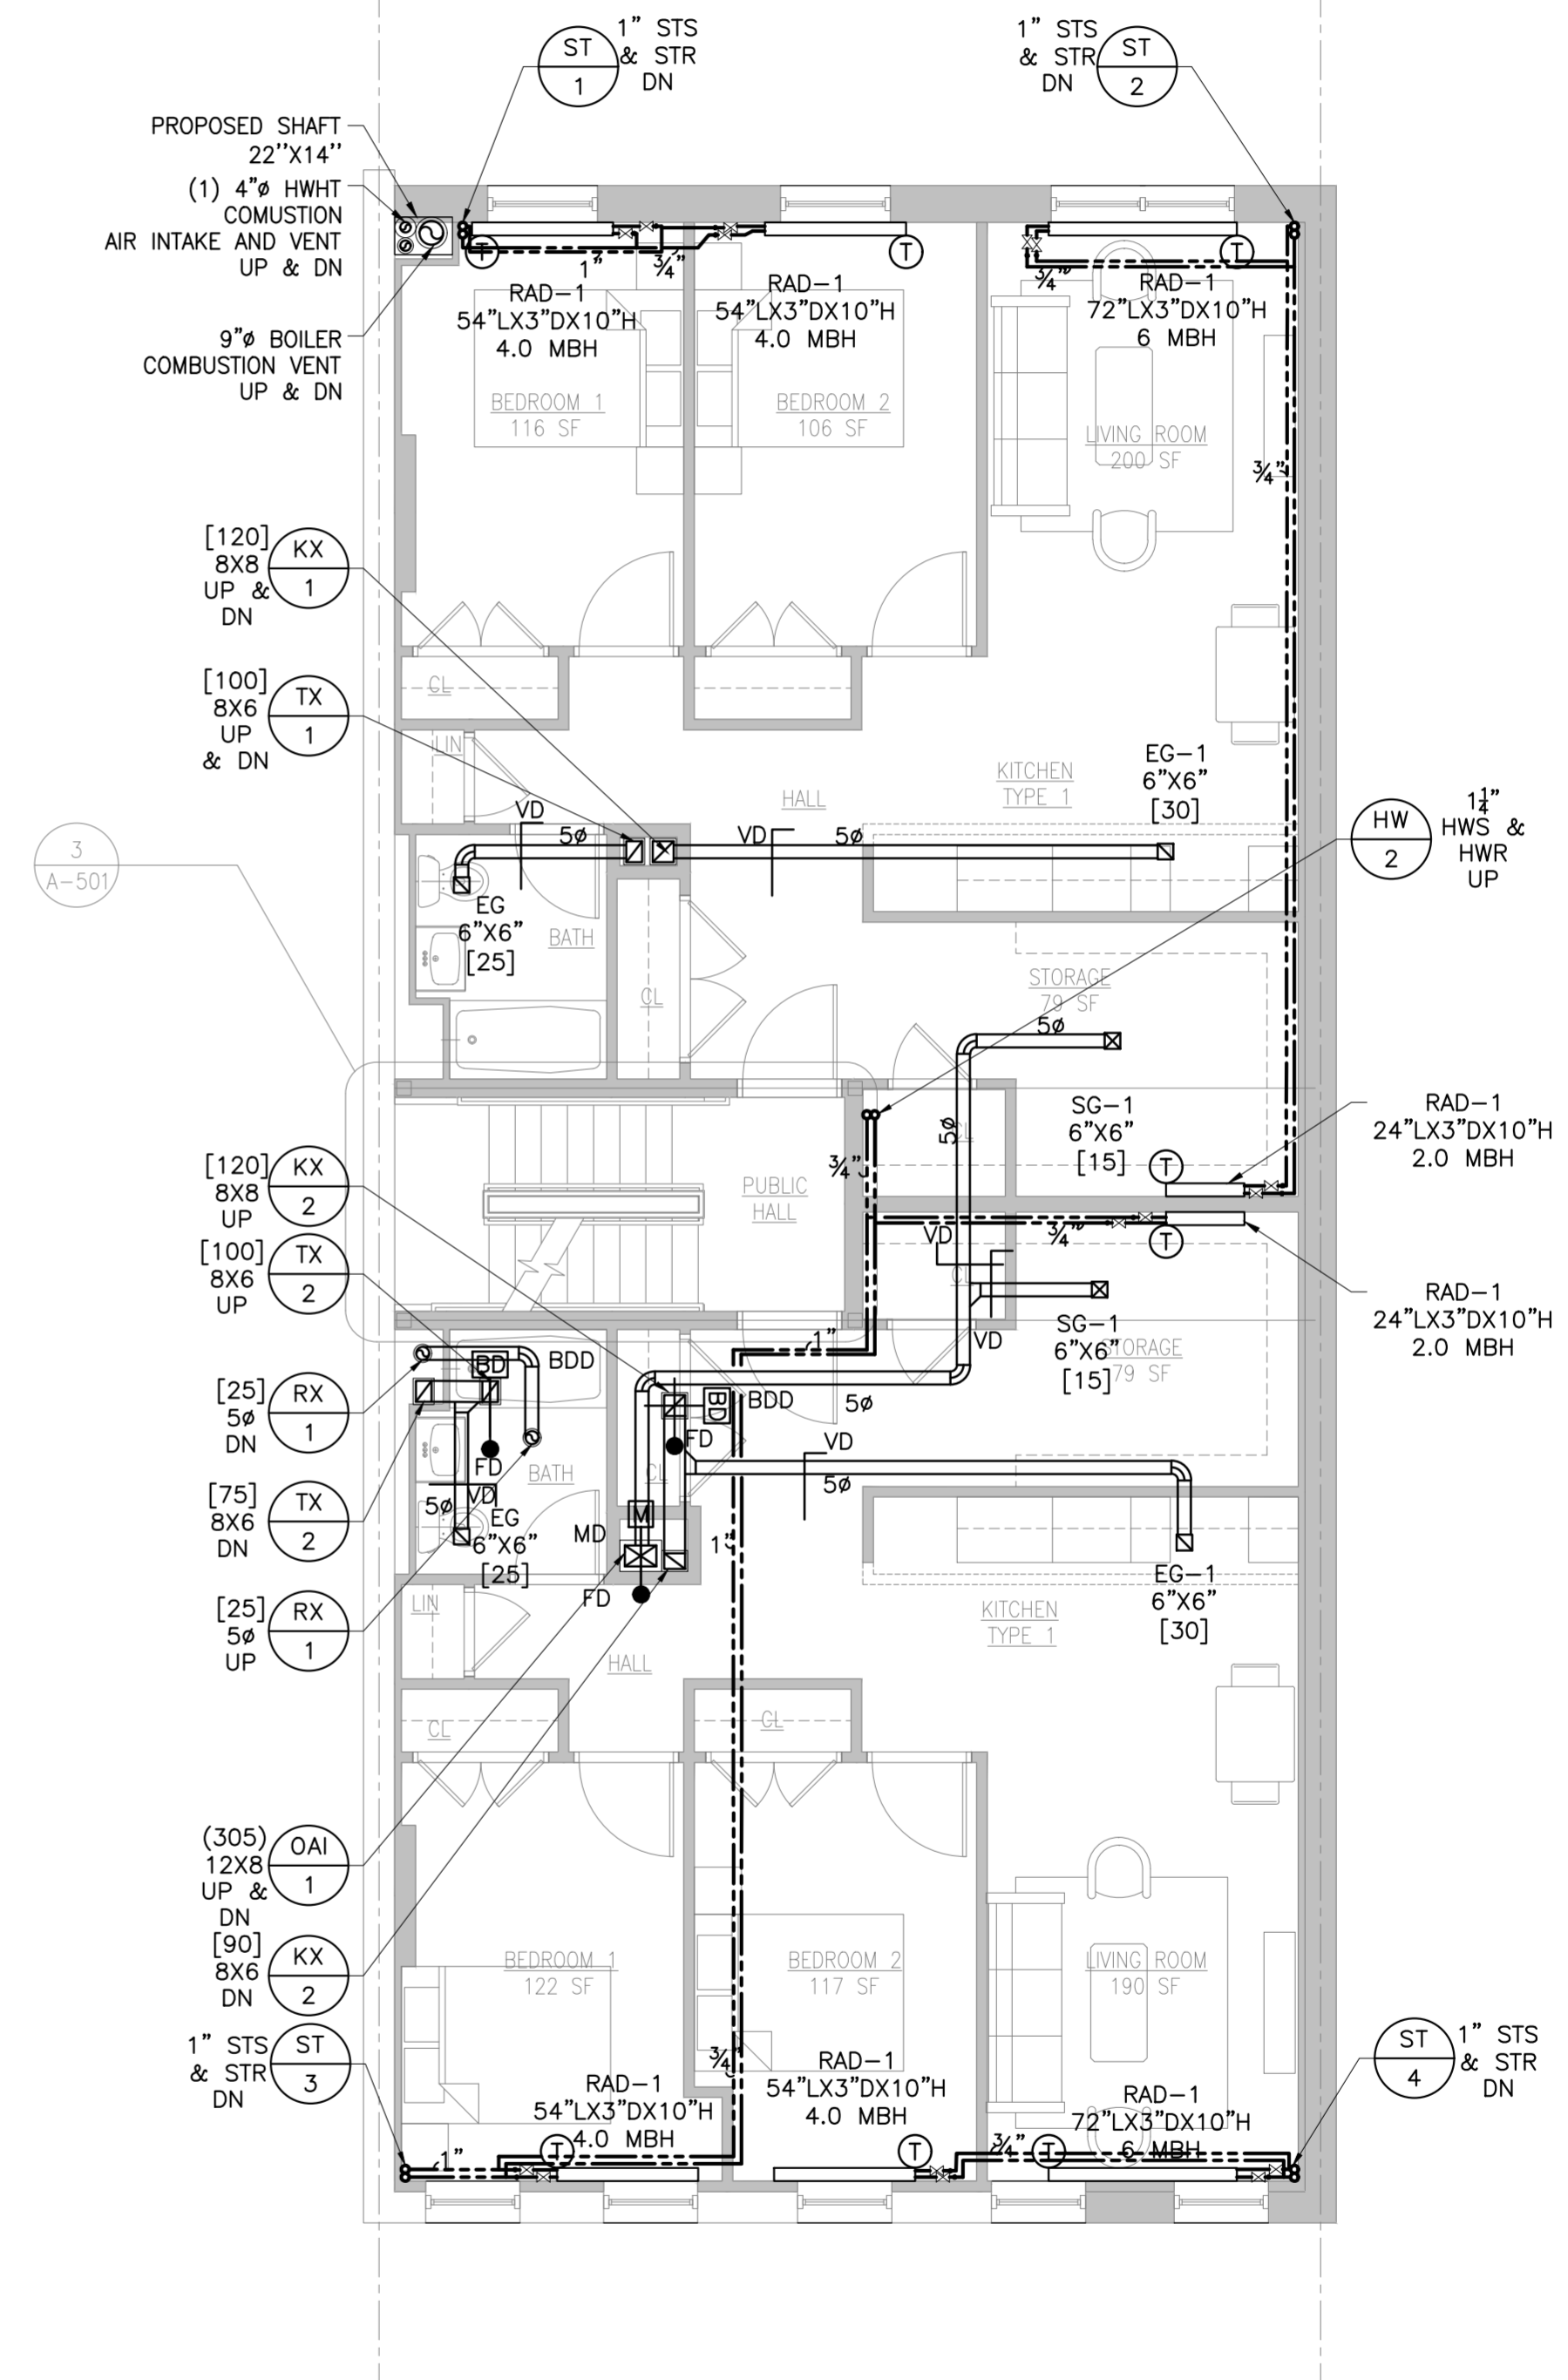 ST
1
1” STS
& STR
DN
1” STS
& STR
DN
ST
2
PROPOSED SHAFT
22’’X14’’
(1) 4”ø HWHT
COMUSTION
AIR INTAKE AND VENT
UP & DN
9”ø BOILER
COMBUSTION VENT
UP & DN
T
1”
¾”
T
¾”
T
RAD-1
54”LX3”DX10”H
4.0 MBH
RAD-1
54”LX3”DX10”H
4.0 MBH
RAD-1
72”LX3”DX10”H
6 MBH
BEDROOM 1
116 SF
BEDROOM 2
106 SF
LIVING ROOM
200 SF
¾”
[120]
8X8
UP &
DN
KX
1
[100]
8X6
UP
& DN
TX
1
CL
LIN
HALL
KITCHEN
TYPE 1
EG-1
6”X6”
[30]
HW
2
1¼”
HWS &
HWR
UP
VD
5ø
VD
5ø
3
A-501
EG
6”X6”
[25]
BATH
CL
STORAGE
79 SF
5ø
5ø
CL
SG-1
6”X6”
[15]
T
RAD-1
24”LX3”DX10”H
2.0 MBH
¾”
PUBLIC
HALL
[120]
8X8
UP
KX
2
[100]
8X6
UP
TX
2
VD
¾”
T
CL
RAD-1
24”LX3”DX10”H
2.0 MBH
VD
SG-1
6”X6”
[15]
STORAGE
79 SF
1”
BD
BDD
BD
BDD
5ø
[25]
5ø
DN
RX
1
FD
FD
VD
5ø
CL
BATH
[75]
8X6
DN
TX
2
5ø
VD
EG
6”X6”
[25]
M
MD
1”
FD
EG-1
6”X6”
[30]
KITCHEN
TYPE 1
LIN
[25]
5ø
UP
RX
1
HALL
CL
CL
(305)
12X8
UP &
DN
OAI
1
[90]
8X6
DN
KX
2
BEDROOM 1
122 SF
BEDROOM 2
117 SF
LIVING ROOM
190 SF
1” STS
& STR
DN
ST
3
ST
4
1” STS
& STR
DN
¾”
RAD-1
54”LX3”DX10”H
4.0 MBH
RAD-1
54”LX3”DX10”H
4.0 MBH
RAD-1
72”LX3”DX10”H
6 MBH
1”
T
T
¾”
T